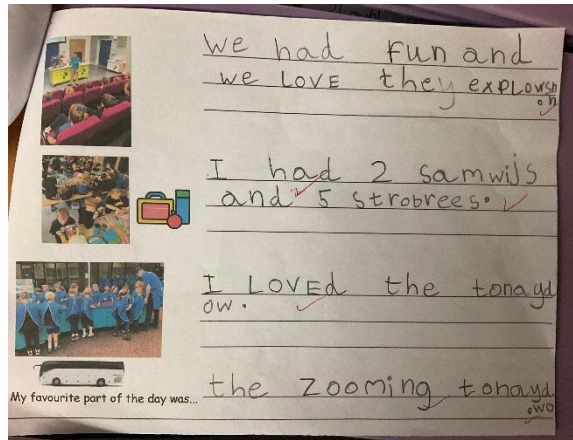 We had fun and
we LOVE they explowsh
on
I had 2 samwijs
and 5 strobrees.
I LOVEd the tonayd
ow.
the zooming tonayd
.wo
My favourite part of the day was...